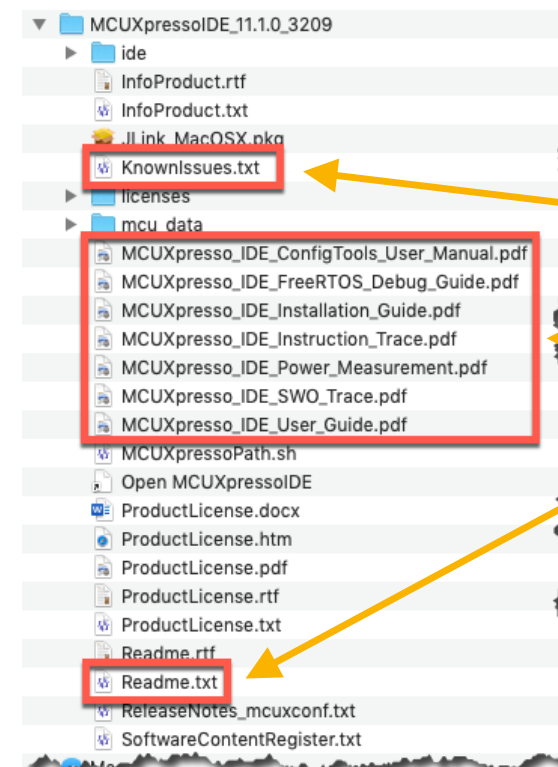 MCUXpressoIDE_11.1.0_3209
ide
InfoProduct.rtf
InfoProduct.txt
JLink_MacOSX.pkg
KnownIssues.txt
licenses
mcu_data
MCUXpresso_IDE_ConfigTools_User_Manual.pdf
MCUXpresso_IDE_FreeRTOS_Debug_Guide.pdf
MCUXpresso_IDE_Installation_Guide.pdf
MCUXpresso_IDE_Instruction_Trace.pdf
MCUXpresso_IDE_Power_Measurement.pdf
MCUXpresso_IDE_SWO_Trace.pdf
MCUXpresso_IDE_User_Guide.pdf
MCUXpressoPath.sh
Open MCUXpressoIDE
ProductLicense.docx
ProductLicense.htm
ProductLicense.pdf
ProductLicense.rtf
ProductLicense.txt
Readme.rtf
Readme.txt
ReleaseNotes_mcuxconf.txt
SoftwareContentRegister.txt